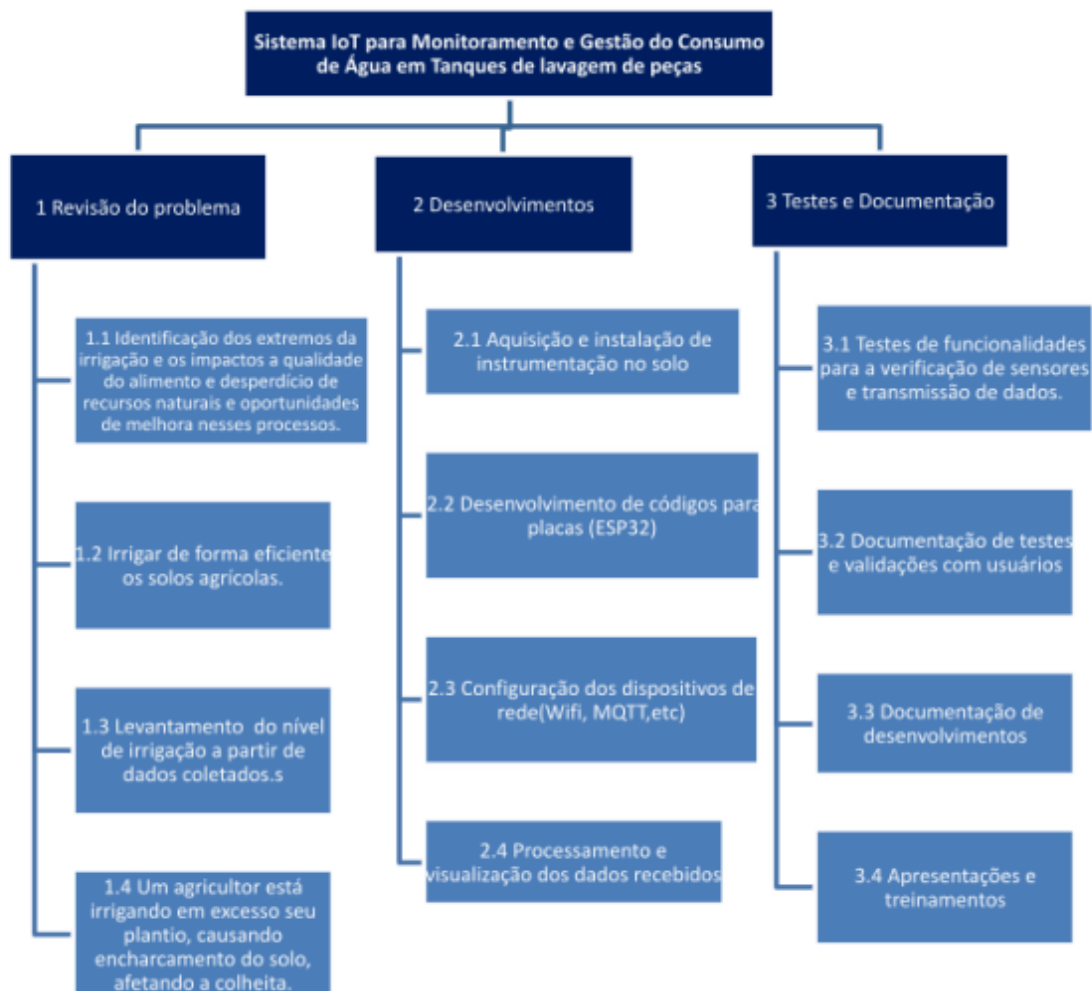 Sistema IoT para Monitoramento e Gestão do Consumo
de Água em Tanques de lavagem de peças
1 Revisão do problema
1.1 Identificação dos extremos da
irrigação e os impactos a qualidade
do alimento e desperdício de
recursos naturais e oportunidades
de melhora nesses processos.
1.2 Irrigar de forma eficiente
os solos agrícolas.
1.3 Levantamento do nível
de irrigação a partir de
dados coletados.s
1.4 Um agricultor está
irrigando em excesso seu
plantio, causando
encharcamento do solo,
afetando a colheita.
2 Desenvolvimentos
2.1 Aquisição e instalação de
instrumentação no solo
2.2 Desenvolvimento de códigos para
placas (ESP32)
2.3 Configuração dos dispositivos de
rede(Wifi, MQTT,etc)
2.4 Processamento e
visualização dos dados recebidos
3 Testes e Documentação
3.1 Testes de funcionalidades
para a verificação de sensores
e transmissão de dados.
3.2 Documentação de testes
e validações com usuários
3.3 Documentação de
desenvolvimentos
3.4 Apresentações e
treinamentos